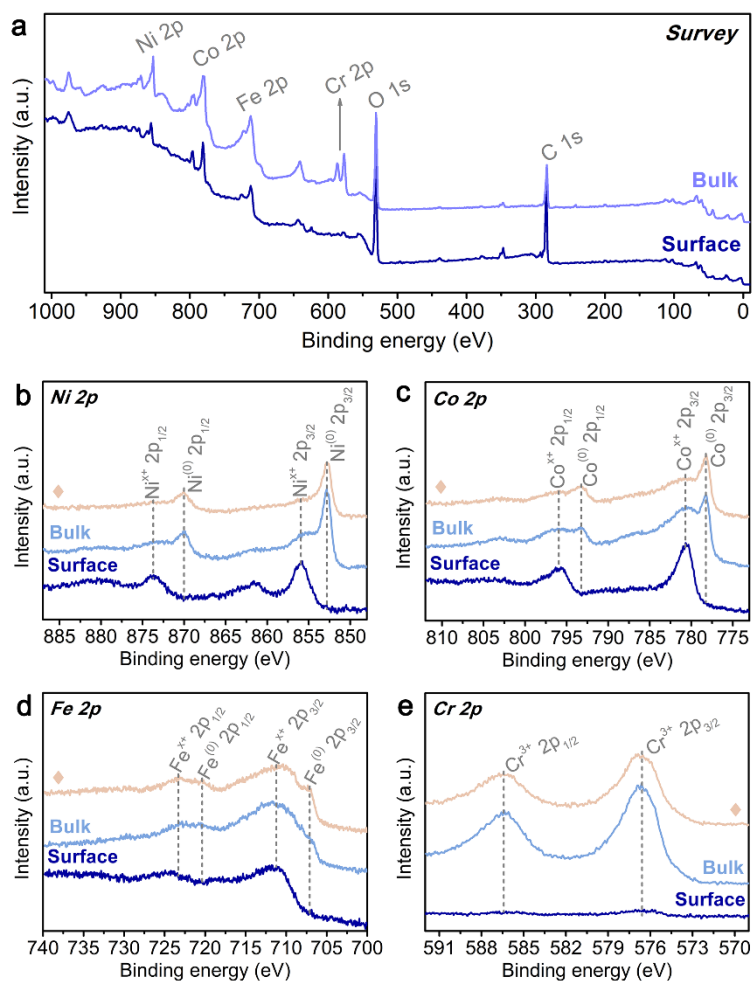 a
Survey
Ni 2p
Co 2p
Fe 2p
Cr 2p
O 1s
C 1s
Bulk
Surface
Intensity (a.u.)
1000 900 800 700 600 500 400 300 200 100 0
Binding energy (eV)
b
Ni 2p
Niˣ⁺ 2p₁/₂
Ni⁽⁰⁾ 2p₁/₂
Niˣ⁺ 2p₃/₂
Ni⁽⁰⁾ 2p₃/₂
Bulk
Surface
Intensity (a.u.)
885 880 875 870 865 860 855 850
Binding energy (eV)
c
Co 2p
Coˣ⁺ 2p₁/₂
Co⁽⁰⁾ 2p₁/₂
Coˣ⁺ 2p₃/₂
Co⁽⁰⁾ 2p₃/₂
Bulk
Surface
Intensity (a.u.)
810 805 800 795 790 785 780 775
Binding energy (eV)
d
Fe 2p
Feˣ⁺ 2p₁/₂
Fe⁽⁰⁾ 2p₁/₂
Feˣ⁺ 2p₃/₂
Fe⁽⁰⁾ 2p₃/₂
Bulk
Surface
Intensity (a.u.)
740 735 730 725 720 715 710 705 700
Binding energy (eV)
e
Cr 2p
Cr³⁺ 2p₁/₂
Cr³⁺ 2p₃/₂
Bulk
Surface
Intensity (a.u.)
591 588 585 582 579 576 573 570
Binding energy (eV)